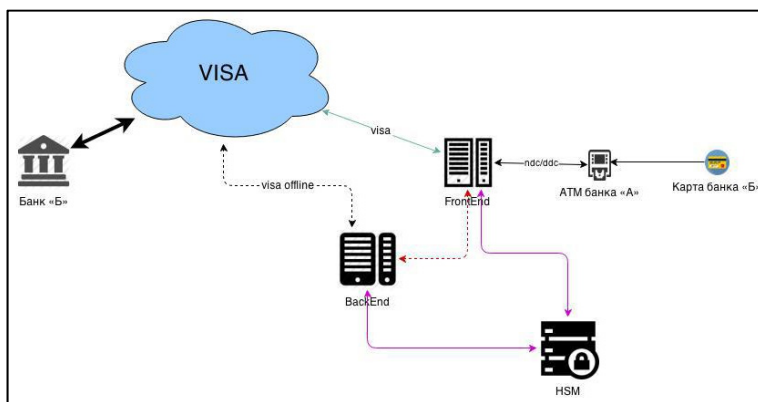 VISA
visa
Банк «Б»
visa offline
FrontEnd
ndc/ddc
АТМ банка «А»
Карта банка «Б»
BackEnd
HSM